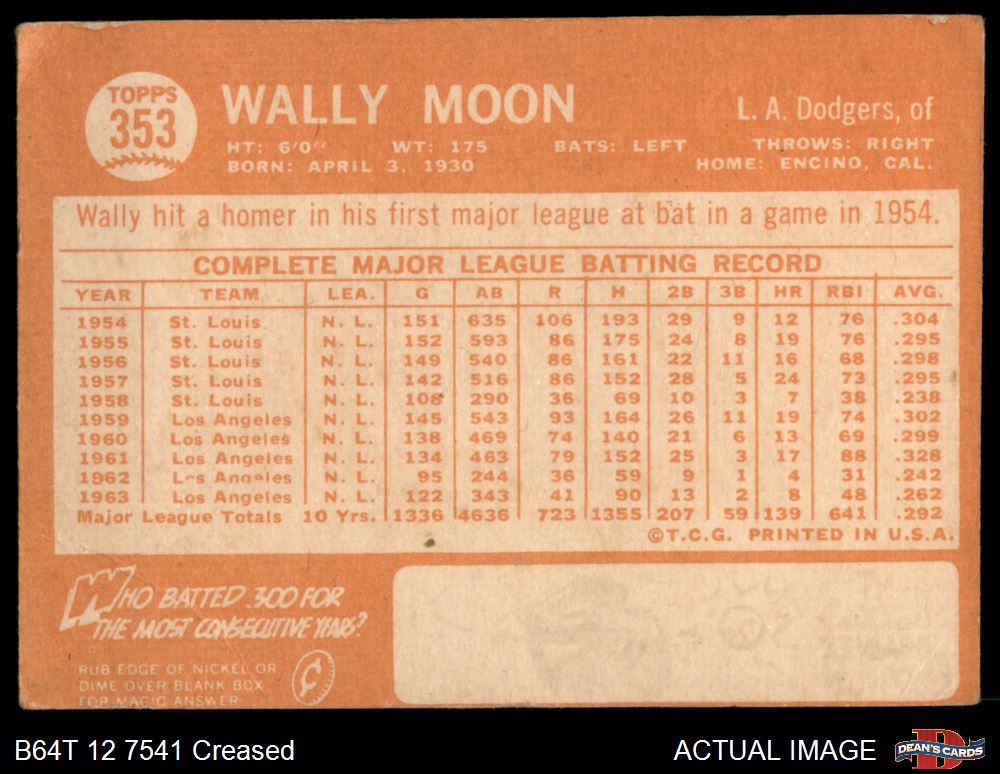 TOPPS
353
WALLY MOON
L. A. Dodgers, of
HT: 6'0" WT: 175 BATS: LEFT THROWS: RIGHT
BORN: APRIL 3, 1930 HOME: ENCINO, CAL.
Wally hit a homer in his first major league at bat in a game in 1954.
COMPLETE MAJOR LEAGUE BATTING RECORD
YEAR TEAM LEA. G AB R H 2B 3B HR RBI AVG.
1954 St. Louis N. L. 151 635 106 193 29 9 12 76 .304
1955 St. Louis N. L. 152 593 86 175 24 8 19 76 .295
1956 St. Louis N. L. 149 540 86 161 22 11 16 68 .298
1957 St. Louis N. L. 142 516 86 152 28 5 24 73 .295
1958 St. Louis N. L. 108 290 36 69 10 3 7 38 .238
1959 Los Angeles N. L. 145 543 93 164 26 11 19 74 .302
1960 Los Angeles N. L. 138 469 74 140 21 6 13 69 .299
1961 Los Angeles N. L. 134 463 79 152 25 3 17 88 .328
1962 Los Angeles N. L. 95 244 36 59 9 1 4 31 .242
1963 Los Angeles N. L. 122 343 41 90 13 2 8 48 .262
Major League Totals 10 Yrs. 1336 4636 723 1355 207 59 139 641 .292
©T.C.G. PRINTED IN U.S.A.
WHO BATTED .300 FOR
THE MOST CONSECUTIVE YEARS?
RUB EDGE OF NICKEL OR
DIME OVER BLANK BOX
FOR MAGIC ANSWER
B64T 12 7541 Creased
ACTUAL IMAGE
DEAN'S CARDS